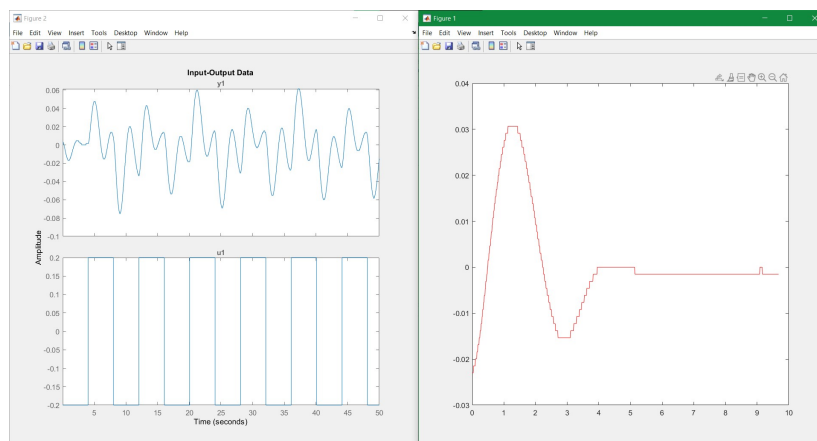 Figure 2
File Edit View Insert Tools Desktop Window Help
Input-Output Data
y1
0.06
0.04
0.02
0
-0.02
-0.04
-0.06
-0.08
-0.1
Amplitude
u1
0.2
0.15
0.1
0.05
0
-0.05
-0.1
-0.15
-0.2
5 10 15 20 25 30 35 40 45 50
Time (seconds)
Figure 1
File Edit View Insert Tools Desktop Window Help
0.04
0.03
0.02
0.01
0
-0.01
-0.02
-0.03
0 1 2 3 4 5 6 7 8 9 10